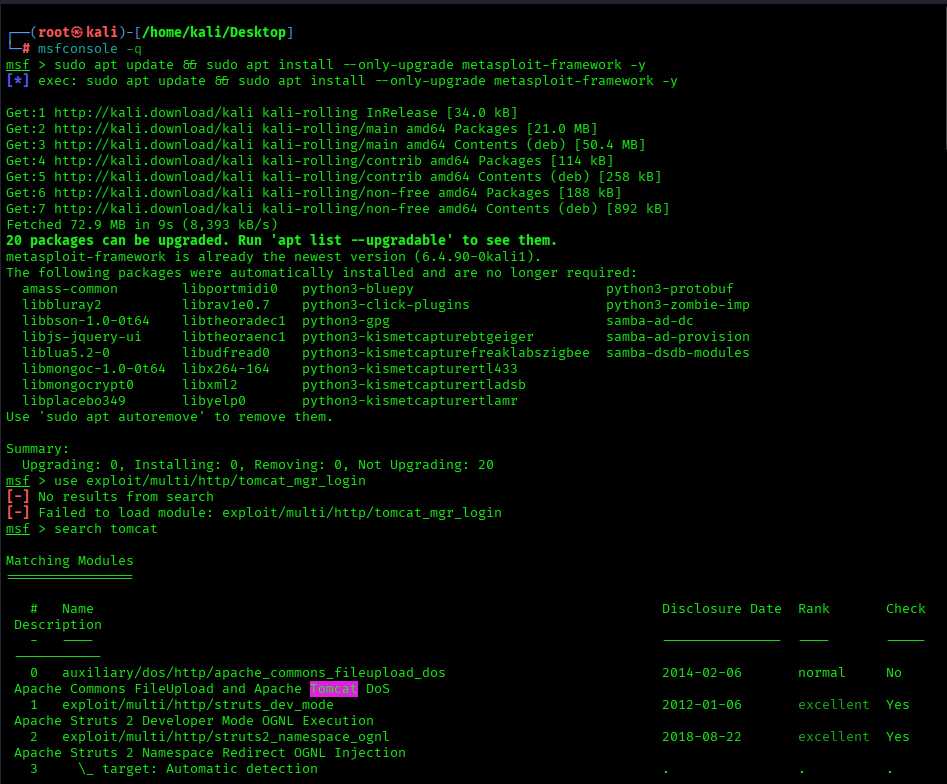 ┌──(root㉿kali)-[/home/kali/Desktop]
└─# msfconsole -q
msf > sudo apt update && sudo apt install --only-upgrade metasploit-framework -y
[*] exec: sudo apt update && sudo apt install --only-upgrade metasploit-framework -y
Get:1 http://kali.download/kali kali-rolling InRelease [34.0 kB]
Get:2 http://kali.download/kali kali-rolling/main amd64 Packages [21.0 MB]
Get:3 http://kali.download/kali kali-rolling/main amd64 Contents (deb) [50.4 MB]
Get:4 http://kali.download/kali kali-rolling/contrib amd64 Packages [114 kB]
Get:5 http://kali.download/kali kali-rolling/contrib amd64 Contents (deb) [258 kB]
Get:6 http://kali.download/kali kali-rolling/non-free amd64 Packages [188 kB]
Get:7 http://kali.download/kali kali-rolling/non-free amd64 Contents (deb) [892 kB]
Fetched 72.9 MB in 9s (8,393 kB/s)
20 packages can be upgraded. Run 'apt list --upgradable' to see them.
metasploit-framework is already the newest version (6.4.90-0kali1).
The following packages were automatically installed and are no longer required:
  amass-common        libportmidi0   python3-bluepy                        python3-protobuf
  libbluray2          librav1e0.7    python3-click-plugins                 python3-zombie-imp
  libbson-1.0-0t64    libtheoradec1  python3-gpg                           samba-ad-dc
  libjs-jquery-ui     libtheoraenc1  python3-kismetcapturebtgeiger         samba-ad-provision
  liblua5.2-0         libudfread0    python3-kismetcapturefreaklabszigbee  samba-dsdb-modules
  libmongoc-1.0-0t64  libx264-164    python3-kismetcapturertl433
  libmongocrypt0      libxml2        python3-kismetcapturertladsb
  libplacebo349       libyelp0       python3-kismetcapturertlamr
Use 'sudo apt autoremove' to remove them.
Summary:
  Upgrading: 0, Installing: 0, Removing: 0, Not Upgrading: 20
msf > use exploit/multi/http/tomcat_mgr_login
[-] No results from search
[-] Failed to load module: exploit/multi/http/tomcat_mgr_login
msf > search tomcat
Matching Modules
================
   #   Name                                                                       Disclosure Date  Rank       Check
 Description
   -   ----                                                                       ---------------  ----       -----
 -----------
   0   auxiliary/dos/http/apache_commons_fileupload_dos                           2014-02-06       normal     No
 Apache Commons FileUpload and Apache Tomcat DoS
   1   exploit/multi/http/struts_dev_mode                                         2012-01-06       excellent  Yes
 Apache Struts 2 Developer Mode OGNL Execution
   2   exploit/multi/http/struts2_namespace_ognl                                  2018-08-22       excellent  Yes
 Apache Struts 2 Namespace Redirect OGNL Injection
   3     \_ target: Automatic detection                                           .                .          .